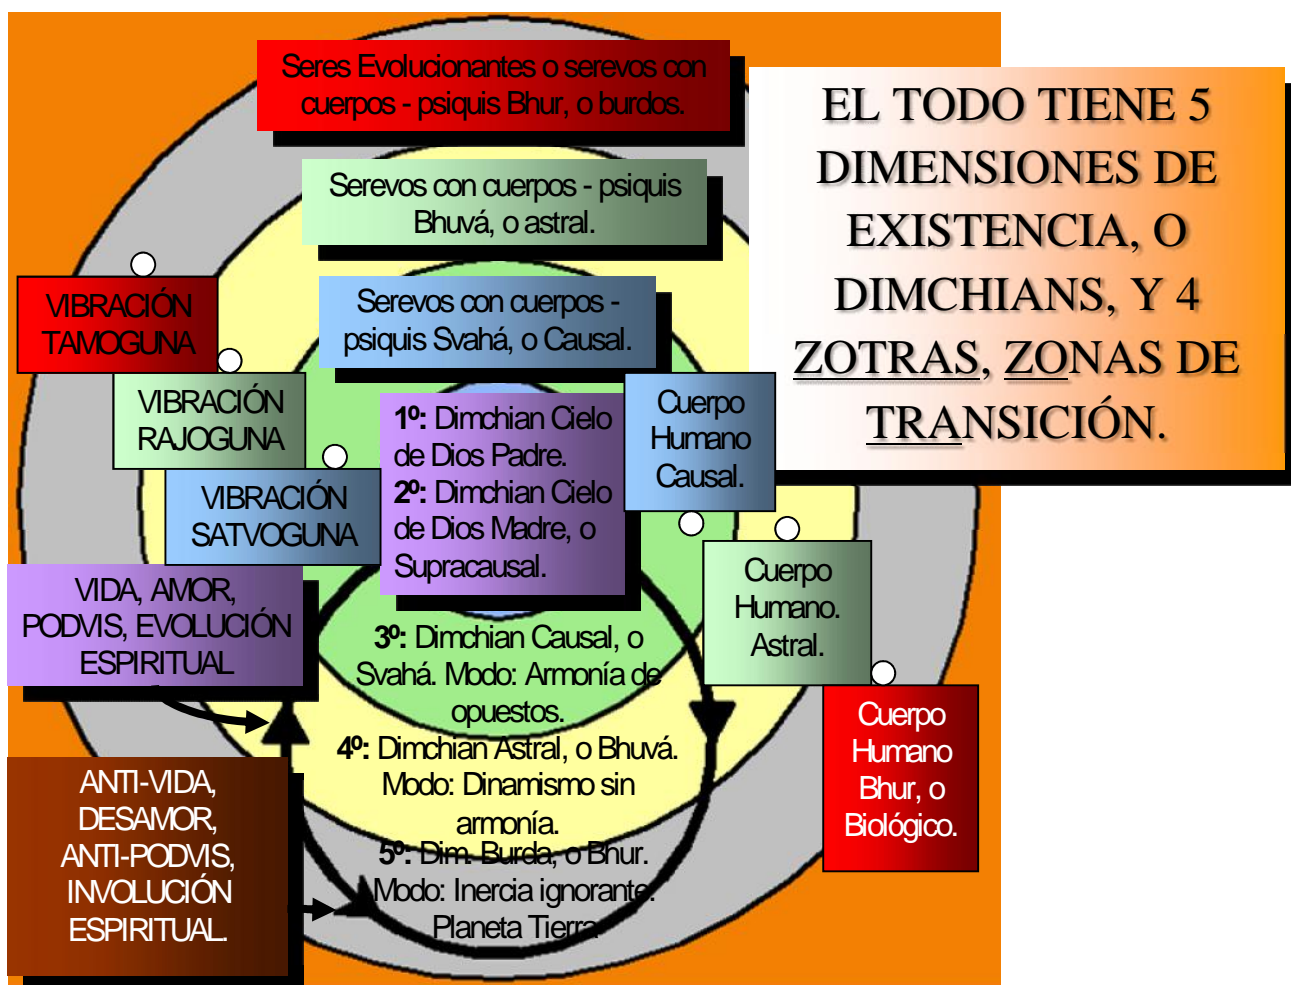 Seres Evolucionantes o serevos con
cuerpos - psiquis Bhur, o burdos.
EL TODO TIENE 5
DIMENSIONES DE
EXISTENCIA, O
DIMCHIANS, Y 4
ZOTRAS, ZONAS DE
TRANSICIÓN.
Serevos con cuerpos - psiquis
Bhuvá, o astral.
Serevos con cuerpos -
psiquis Svahá, o Causal.
VIBRACIÓN
TAMOGUNA
VIBRACIÓN
RAJOGUNA
VIBRACIÓN
SATVOGUNA
1º: Dimchian Cielo
de Dios Padre.
2º: Dimchian Cielo
de Dios Madre, o
Supracausal.
Cuerpo
Humano
Causal.
Cuerpo
Humano.
Astral.
Cuerpo
Humano
Bhur, o
Biológico.
VIDA, AMOR,
PODVIS, EVOLUCIÓN
ESPIRITUAL
3º: Dimchian Causal, o
Svahá. Modo: Armonía de
opuestos.
4º: Dimchian Astral, o Bhuvá.
Modo: Dinamismo sin
armonía.
5º: Dim. Burda, o Bhur.
Modo: Inercia ignorante.
Planeta Tierra
ANTI-VIDA,
DESAMOR,
ANTI-PODVIS,
INVOLUCIÓN
ESPIRITUAL.